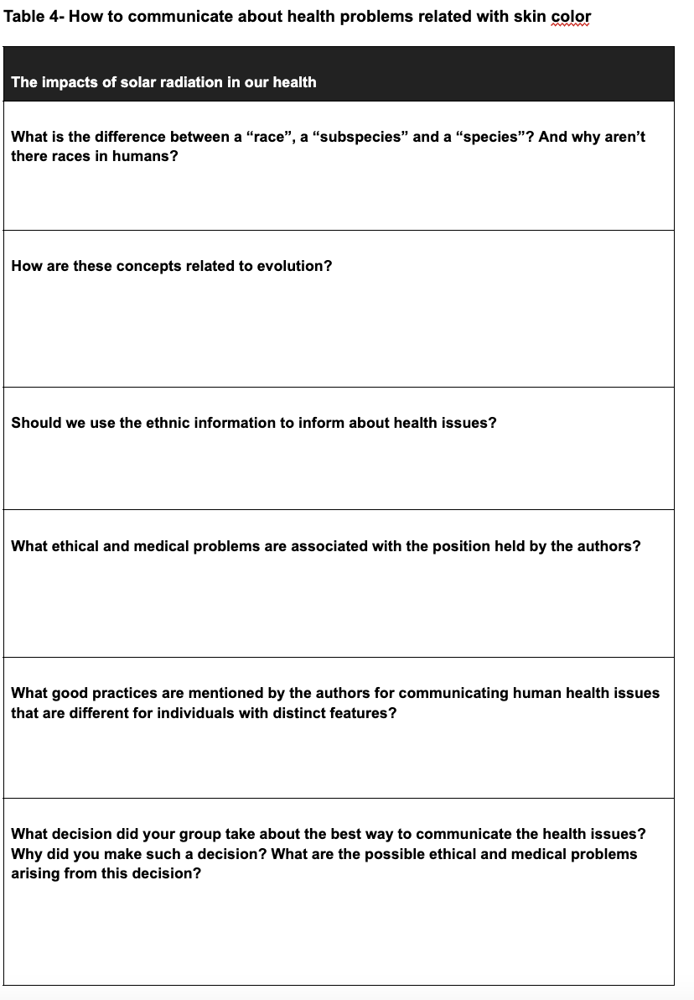 Table 4- How to communicate about health problems related with skin color
The impacts of solar radiation in our health
What is the difference between a “race”, a “subspecies” and a “species”? And why aren’t
there races in humans?
How are these concepts related to evolution?
Should we use the ethnic information to inform about health issues?
What ethical and medical problems are associated with the position held by the authors?
What good practices are mentioned by the authors for communicating human health issues
that are different for individuals with distinct features?
What decision did your group take about the best way to communicate the health issues?
Why did you make such a decision? What are the possible ethical and medical problems
arising from this decision?